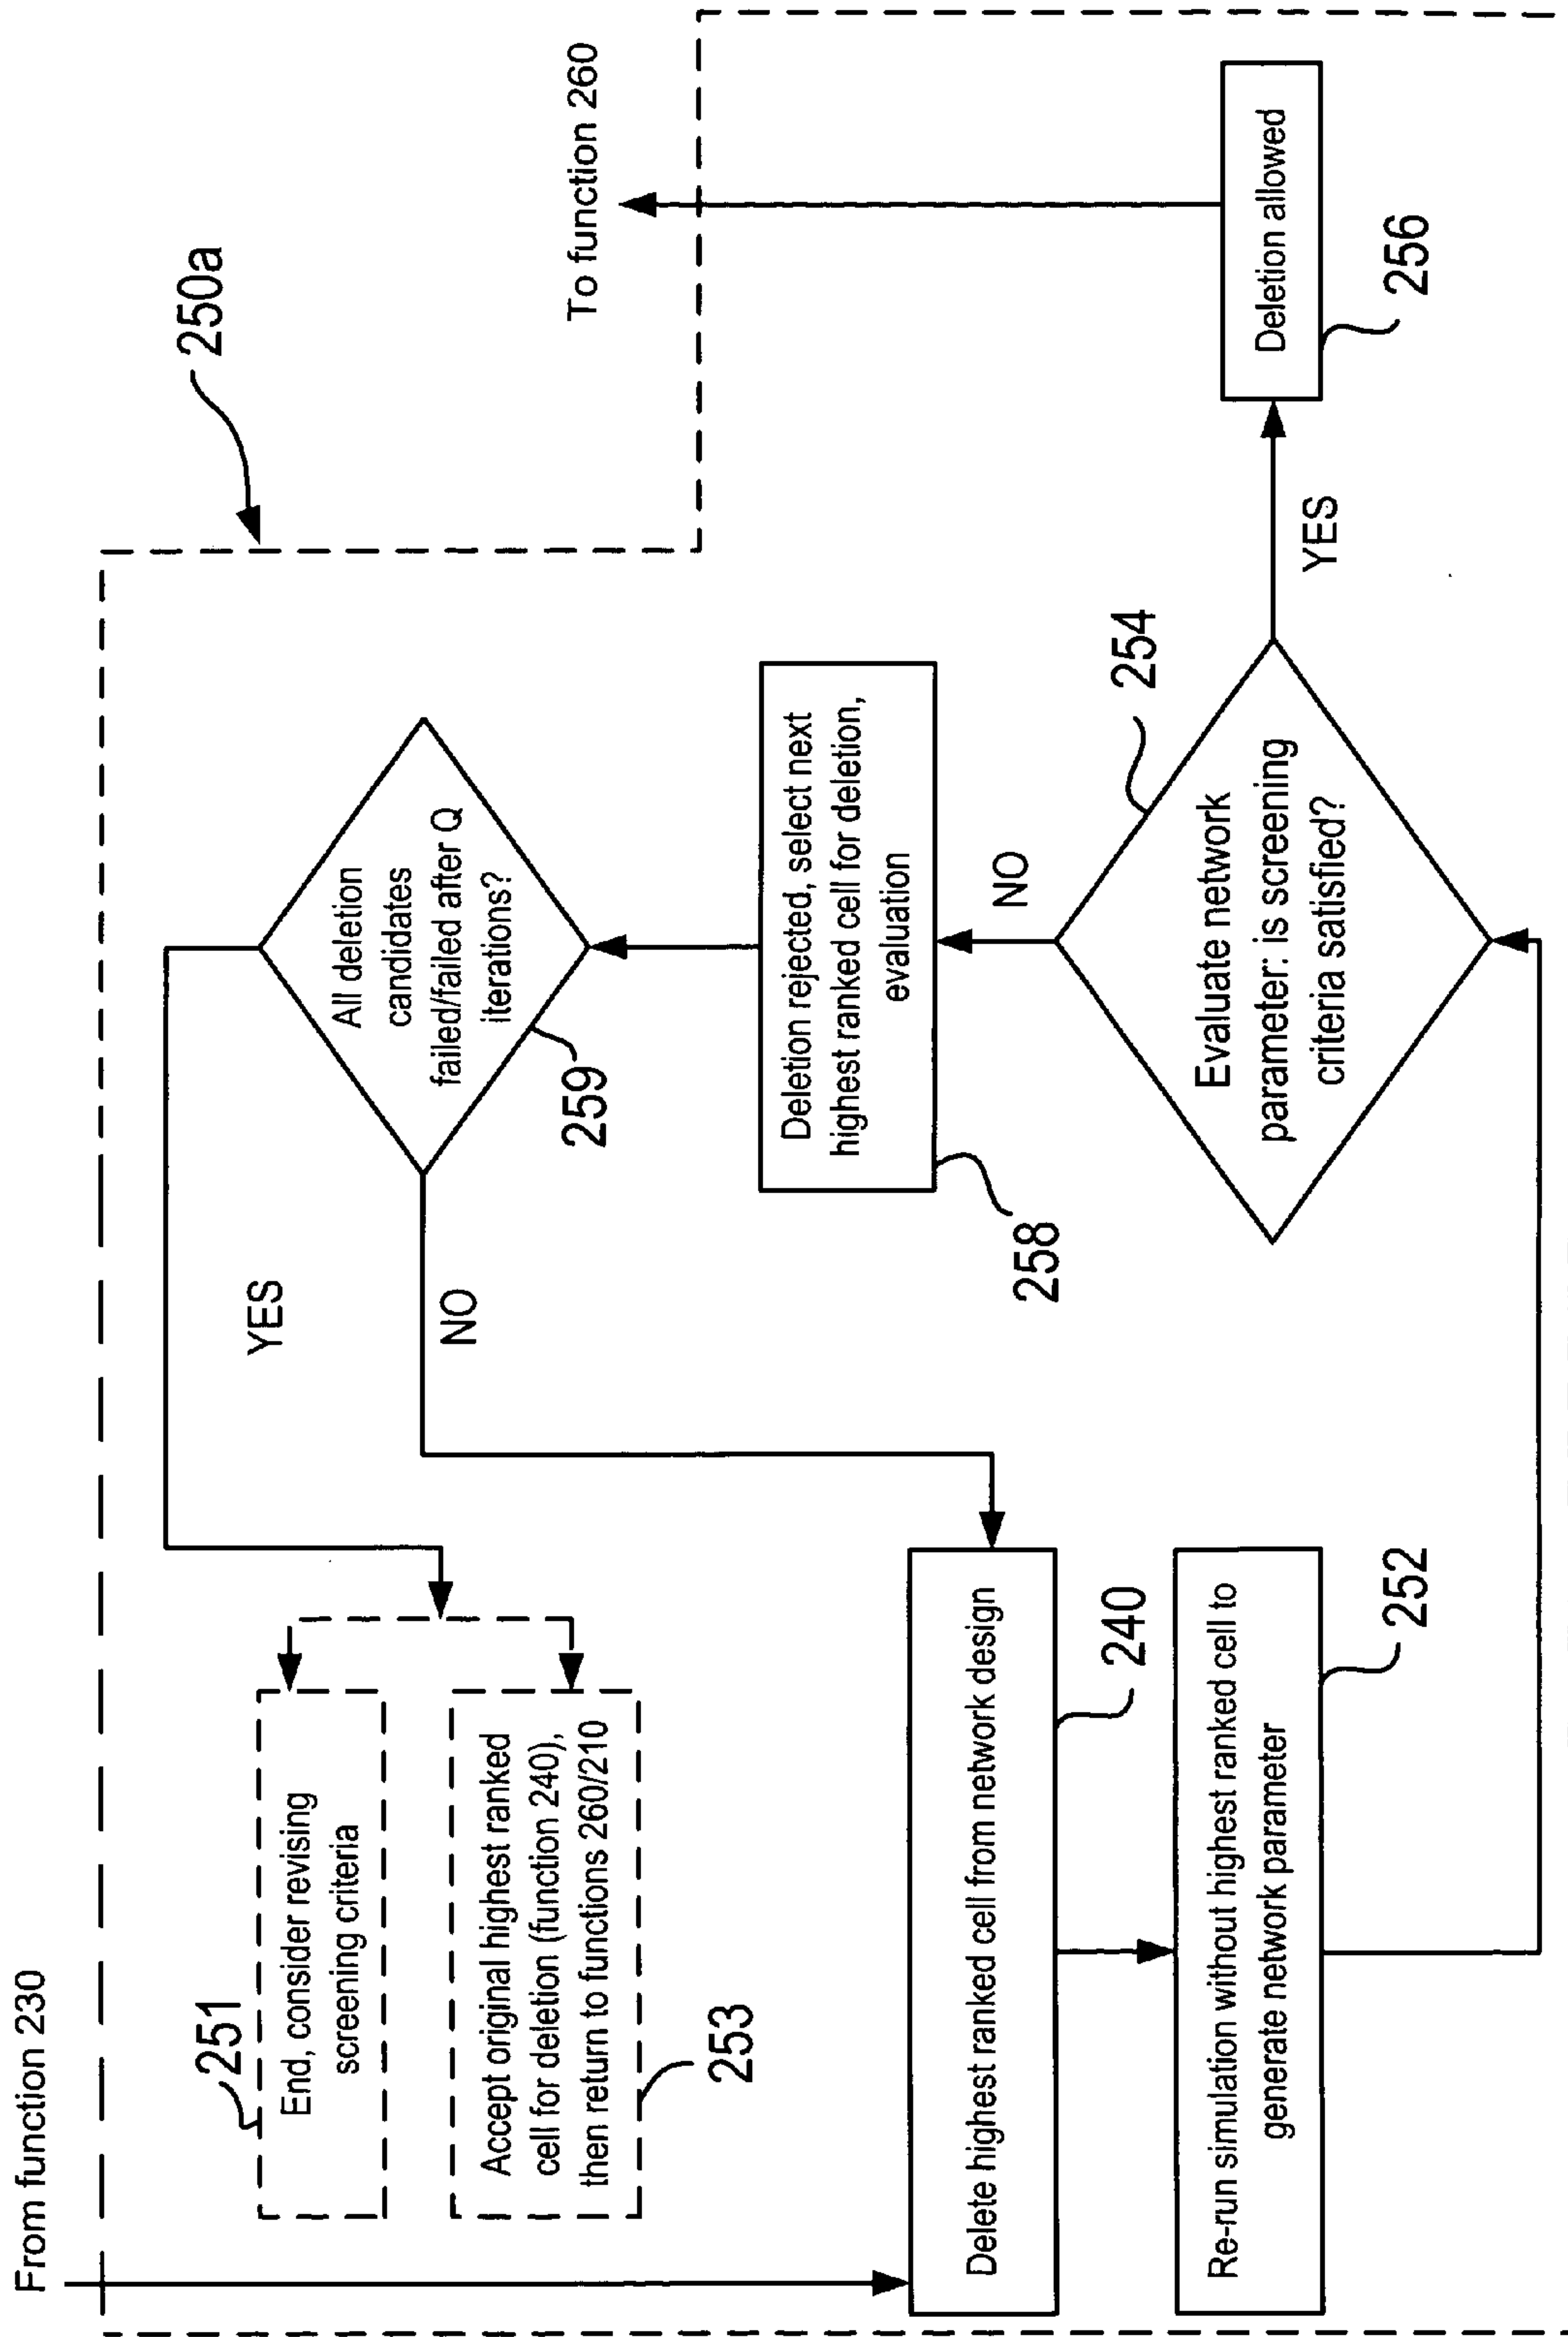 From function 230
250a
To function 260
251
End, consider revising
screening criteria
Accept original highest ranked
cell for deletion (function 240),
then return to functions 260/210
253
YES
NO
All deletion
candidates
failed/failed after Q
iterations?
259
Delete highest ranked cell from network design
240
Deletion rejected, select next
highest ranked cell for deletion,
evaluation
258
NO
Re-run simulation without highest ranked cell to
generate network parameter
252
Evaluate network
parameter: is screening
criteria satisfied?
254
YES
Deletion allowed
256